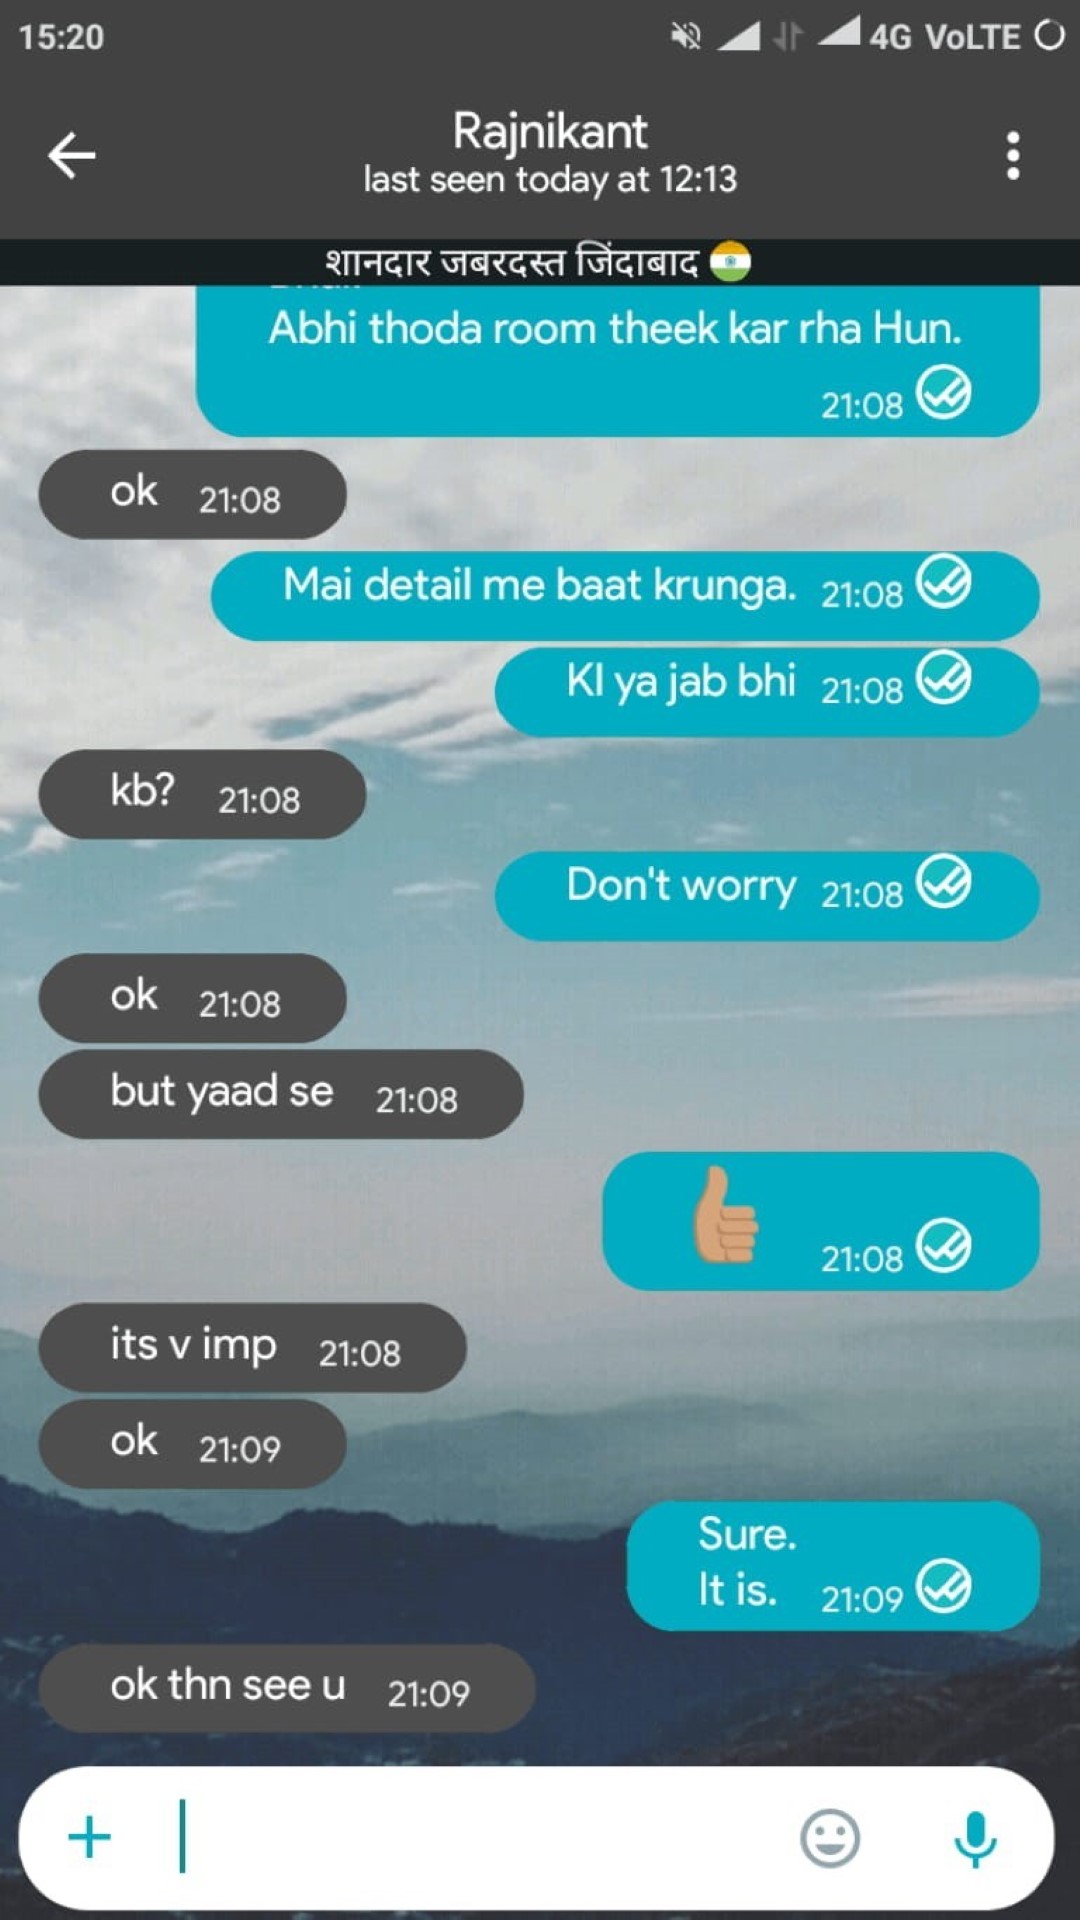 15:20
4G VoLTE
Rajnikant
last seen today at 12:13
शानदार जबरदस्त जिंदाबाद
Abhi thoda room theek kar rha Hun.
21:08
ok 21:08
Mai detail me baat krunga. 21:08
Kl ya jab bhi 21:08
kb? 21:08
Don't worry 21:08
ok 21:08
but yaad se 21:08
👍🏽 21:08
its v imp 21:08
ok 21:09
Sure.
It is. 21:09
ok thn see u 21:09